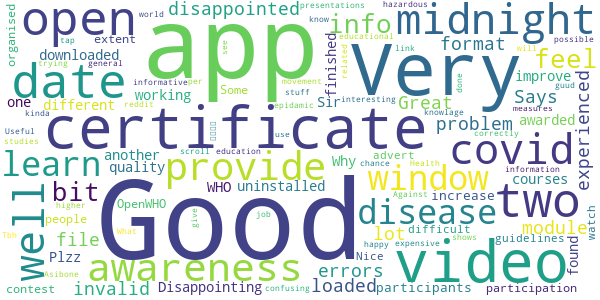 organised
open
world
tap
extent
trying
downloaded
date
app
Some
see
disappointed
presentations
know
reddit
movement
educational
info
format
link
related
midnight
hazardous
possible
will
feel
improve
Says
one
informative
per
general
different
working
kinda
Useful
studies
certificate
epidemic
stuff
finished
interesting
use
Sir
Great
done
awarded
Why
Very
measures
guud
knowlage
correctly
problem
covid
experienced
learn
another
quality
scroll
education
provide
WHO
uninstalled
advert
chance
Against
Health
information
courses
window
increase
two
well
bit
people
higher
file
Plzz
OpenWHO
give
job
Good
disease
lot
difficult
happy
expensive
Nice
module
guidelines
shows
found
watch
awareness
What
errors
loaded
participants
participation
video
Asibone
contest
invalid
Disappointing
confusing